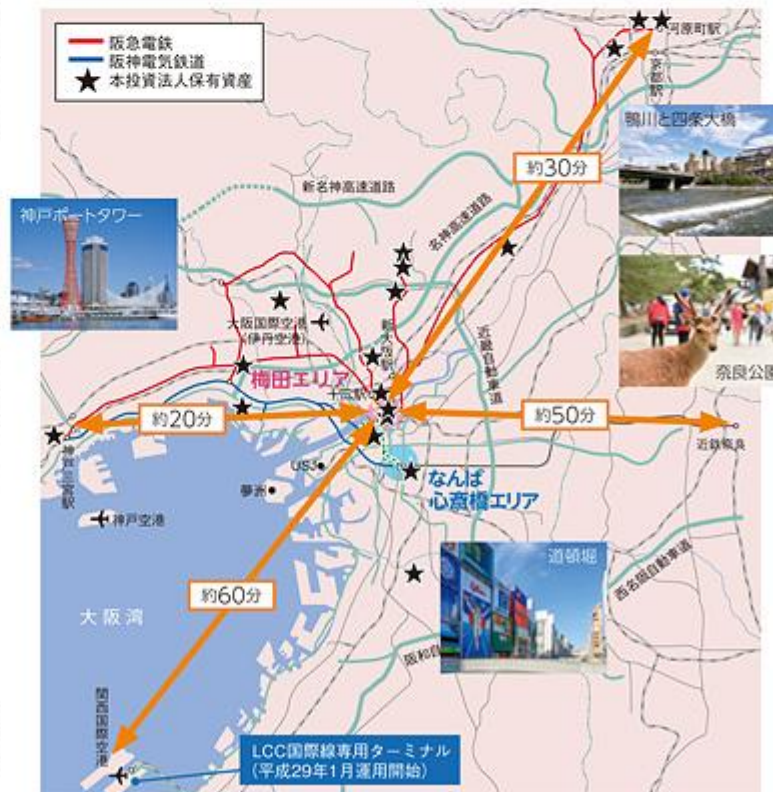 阪急電鉄
阪神電気鉄道
本投資法人保有資産
河原町駅
京都駅
鴨川と四条大橋
約30分
新名神高速道路
名神高速道路
神戸ポートタワー
大阪国際空港
(伊丹空港)
新大阪駅
近畿自動車道
奈良公園
梅田エリア
十三駅
約20分
約50分
近鉄奈良
神戸三宮駅
USJ
なんば
心斎橋エリア
夢洲
神戸空港
道頓堀
西名阪自動車道
約60分
大阪湾
阪和自
関西国際空港
LCC国際線専用ターミナル
(平成29年1月運用開始)